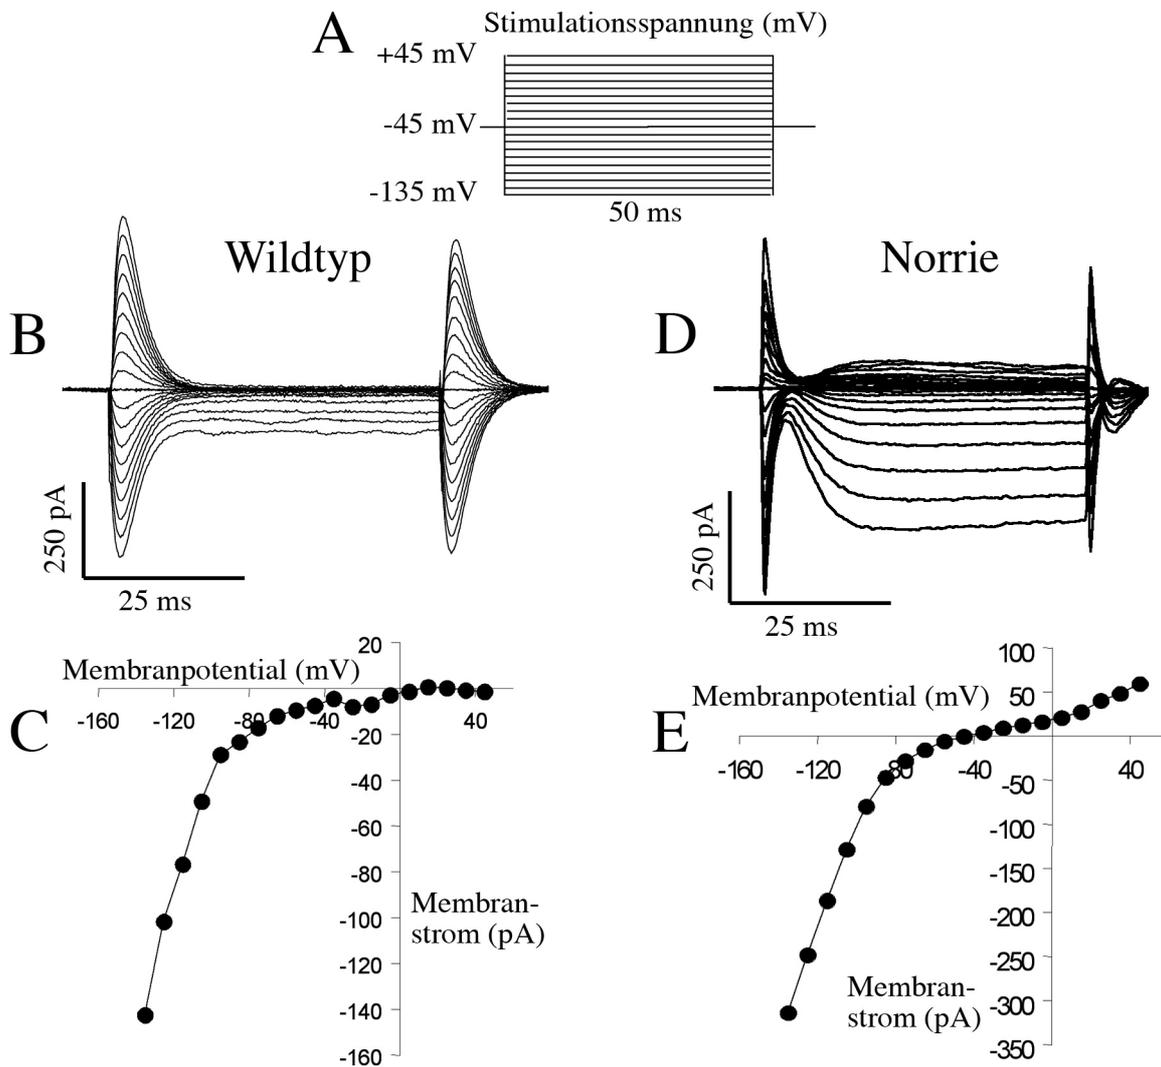 A
Stimulationsspannung (mV)
+45 mV
-45 mV
-135 mV
50 ms
Wildtyp
Norrie
B
D
250 pA
25 ms
250 pA
25 ms
C
Membranpotential (mV)
20
-160
-120
-80
-40
40
-20
-40
-60
-80
-100
-120
-140
-160
Membran-
strom (pA)
E
Membranpotential (mV)
100
50
-160
-120
-80
-40
40
-50
-100
-150
-200
-250
-300
-350
Membran-
strom (pA)